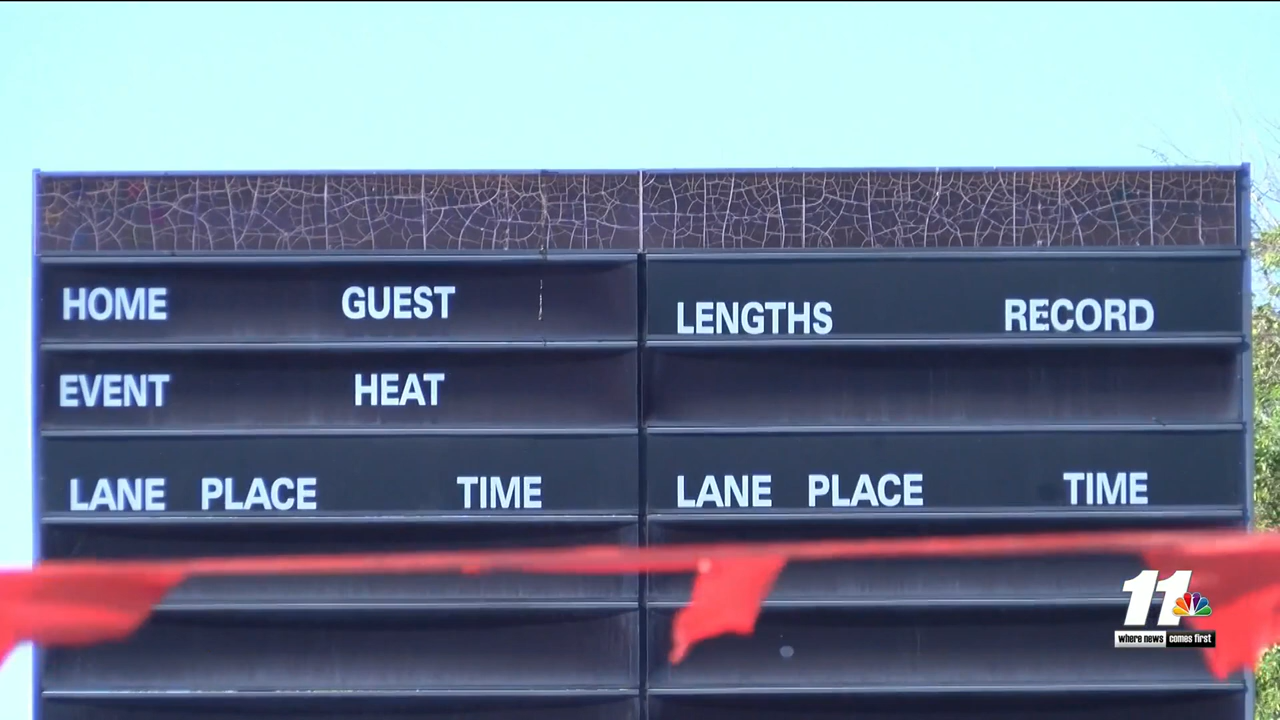 HOME GUEST
EVENT HEAT
LANE PLACE TIME
LENGTHS RECORD
LANE PLACE TIME
11
where news comes first